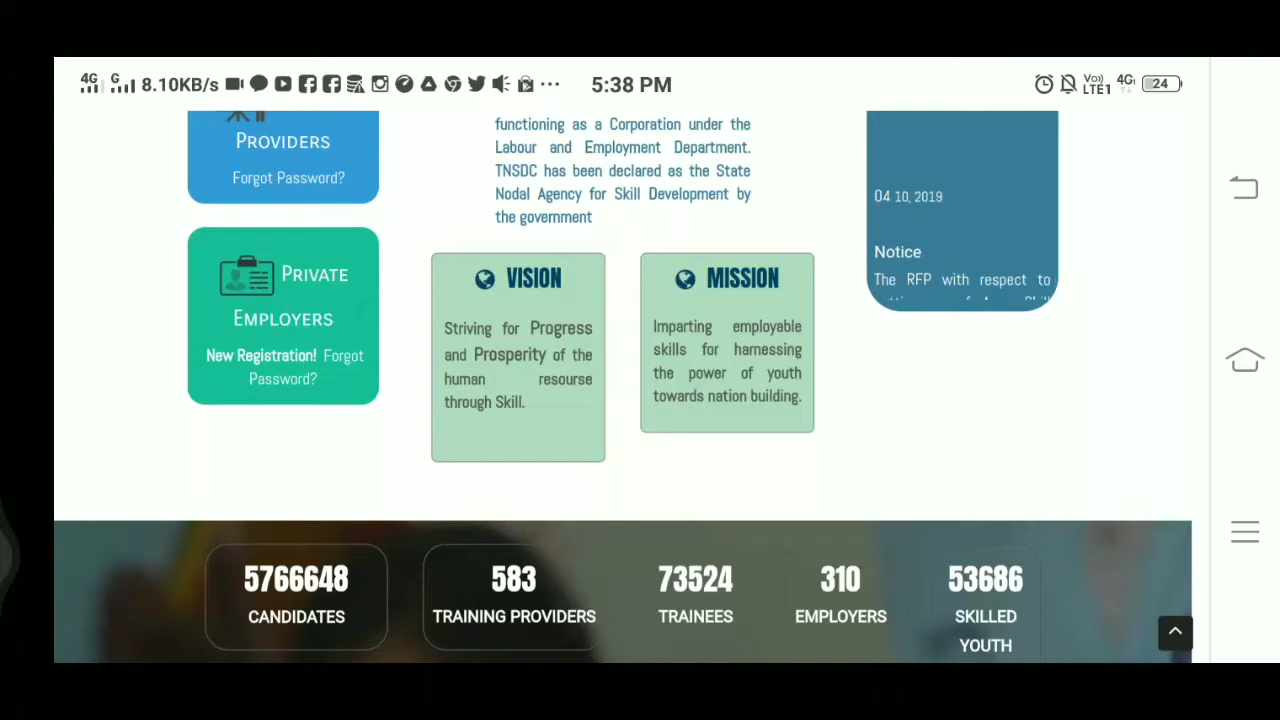 4G G 8.10KB/s 5:38 PM Vo)) LTE1 4G 24
PROVIDERS
Forgot Password?
PRIVATE
EMPLOYERS
New Registration! Forgot
Password?
functioning as a Corporation under the
Labour and Employment Department.
TNSDC has been declared as the State
Nodal Agency for Skill Development by
the government
VISION
Striving for Progress
and Prosperity of the
human resourse
through Skill.
MISSION
Imparting employable
skills for harnessing
the power of youth
towards nation building.
04 10, 2019
Notice
The RFP with respect to
5766648
CANDIDATES
583
TRAINING PROVIDERS
73524
TRAINEES
310
EMPLOYERS
53686
SKILLED
YOUTH